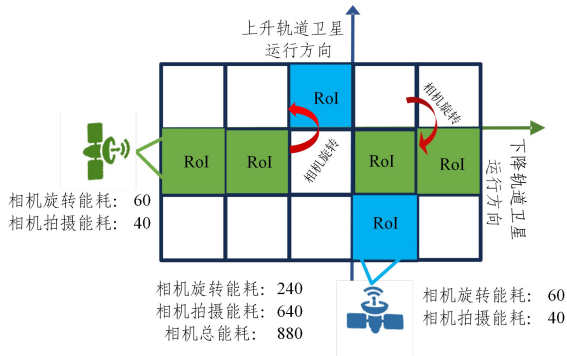 上升轨道卫星
运行方向
RoI
相机旋转
RoI
RoI
相机旋转
RoI
RoI
下降轨道卫星
运行方向
相机旋转能耗: 60
相机拍摄能耗: 40
RoI
相机旋转能耗: 240
相机拍摄能耗: 640
相机总能耗: 880
相机旋转能耗: 60
相机拍摄能耗: 40